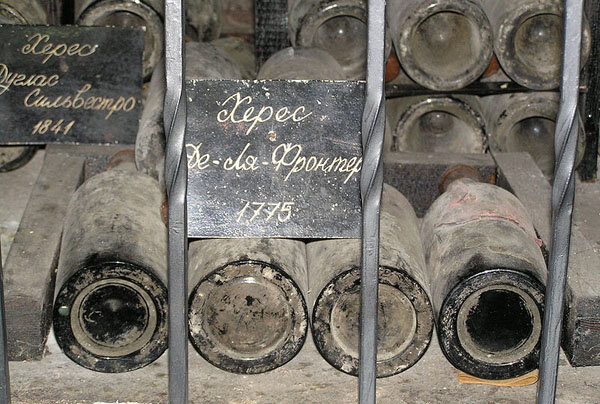 Херес
Дуглас
Сильвестро
1841
Херес
Де-Ля-Фронтер
1775